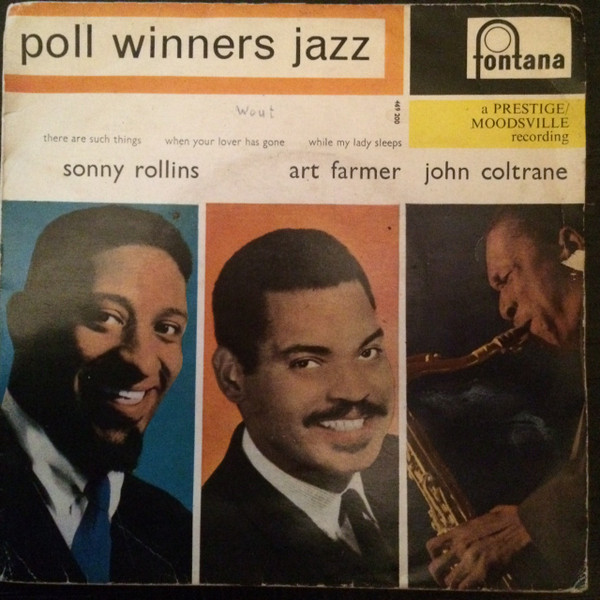 poll winners jazz
fontana
Wout
469 200
a PRESTIGE/
MOODSVILLE
recording
there are such things when your lover has gone while my lady sleeps
sonny rollins art farmer john coltrane